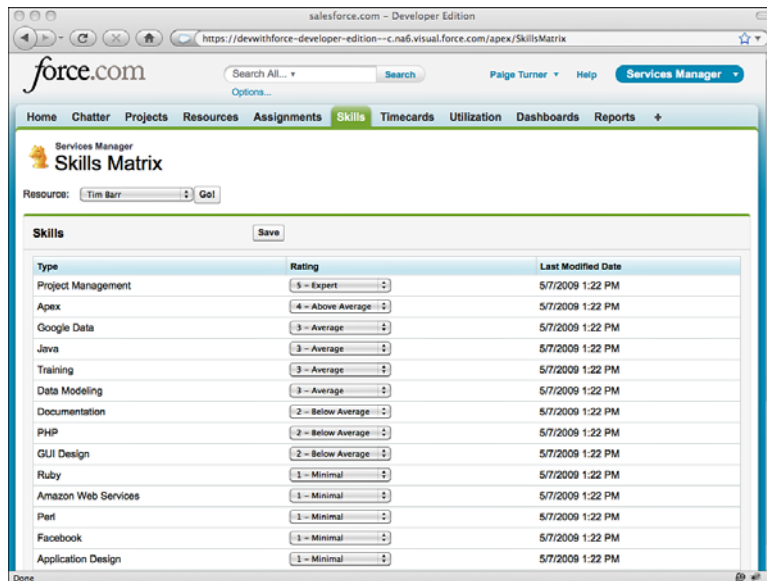 salesforce.com – Developer Edition
https://devwithforce-developer-edition--c.na6.visual.force.com/apex/SkillsMatrix
force.com Search All... Search Paige Turner Help Services Manager
Options...
Home Chatter Projects Resources Assignments Skills Timecards Utilization Dashboards Reports +
Services Manager
Skills Matrix
Resource: Tim Barr Go!
Skills Save
Type Rating Last Modified Date
Project Management 5 – Expert 5/7/2009 1:22 PM
Apex 4 – Above Average 5/7/2009 1:22 PM
Google Data 3 – Average 5/7/2009 1:22 PM
Java 3 – Average 5/7/2009 1:22 PM
Training 3 – Average 5/7/2009 1:22 PM
Data Modeling 3 – Average 5/7/2009 1:22 PM
Documentation 2 – Below Average 5/7/2009 1:22 PM
PHP 2 – Below Average 5/7/2009 1:22 PM
GUI Design 2 – Below Average 5/7/2009 1:22 PM
Ruby 1 – Minimal 5/7/2009 1:22 PM
Amazon Web Services 1 – Minimal 5/7/2009 1:22 PM
Perl 1 – Minimal 5/7/2009 1:22 PM
Facebook 1 – Minimal 5/7/2009 1:22 PM
Application Design 1 – Minimal 5/7/2009 1:22 PM
Done